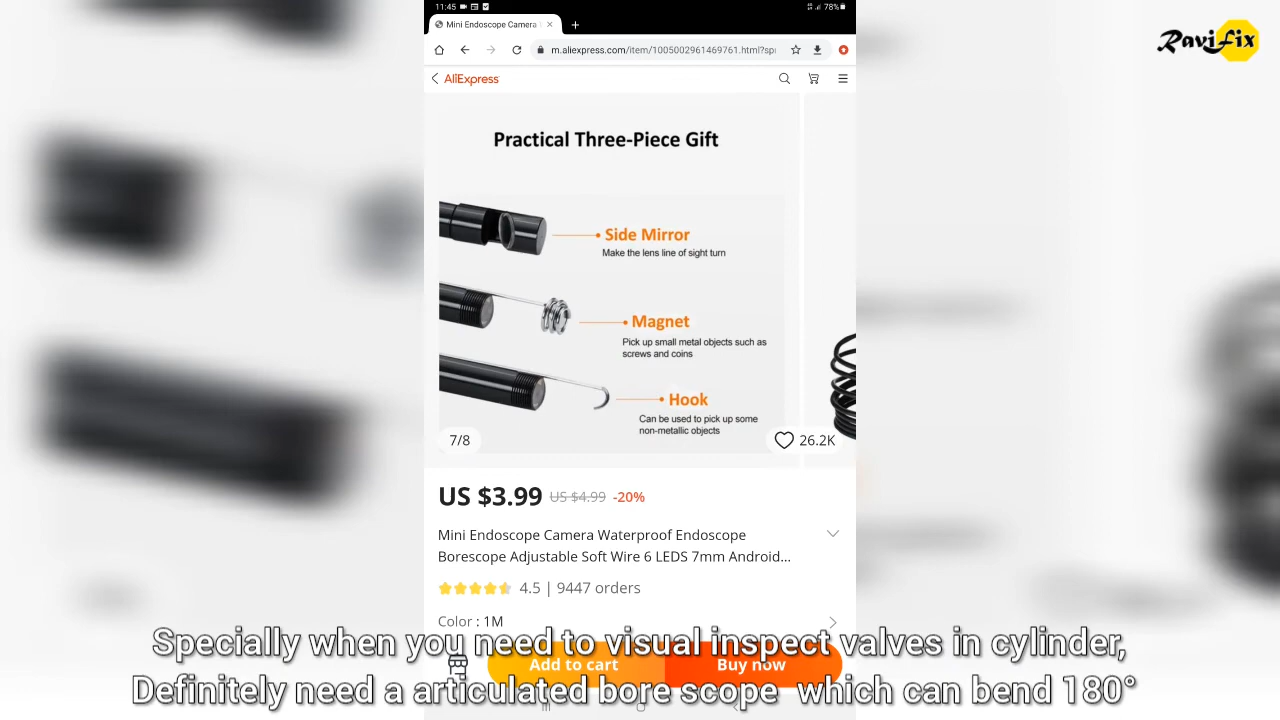 11:45
78%
Mini Endoscope Camera
m.aliexpress.com/item/1005002961469761.html?sp
AliExpress
RaviFix
Practical Three-Piece Gift
Side Mirror
Make the lens line of sight turn
Magnet
Pick up small metal objects such as
screws and coins
Hook
Can be used to pick up some
non-metallic objects
7/8
26.2K
US $3.99 US $4.99 -20%
Mini Endoscope Camera Waterproof Endoscope
Borescope Adjustable Soft Wire 6 LEDS 7mm Android...
4.5 | 9447 orders
Color : 1M
Add to cart
Buy now
Specially when you need to visual inspect valves in cylinder,
Definitely need a articulated bore scope which can bend 180°